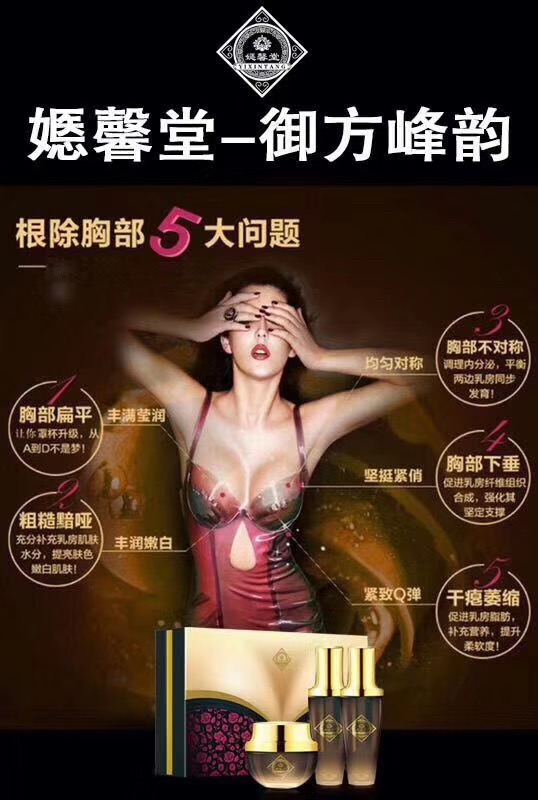 嬺馨堂
YIXINTANG
嬺馨堂-御方峰韵
根除胸部5大问题
1
胸部扁平
让你罩杯升级，从
A到D不是梦！
丰满莹润
2
粗糙黯哑
充分补充乳房肌肤
水分，提亮肤色
嫩白肌肤！
丰润嫩白
3
胸部不对称
调理内分泌，平衡
两边乳房同步
发育！
均匀对称
4
胸部下垂
促进乳房纤维组织
合成，强化其
坚定支撑
坚挺紧俏
5
干瘪萎缩
促进乳房脂肪，
补充营养，提升
柔软度！
紧致Q弹